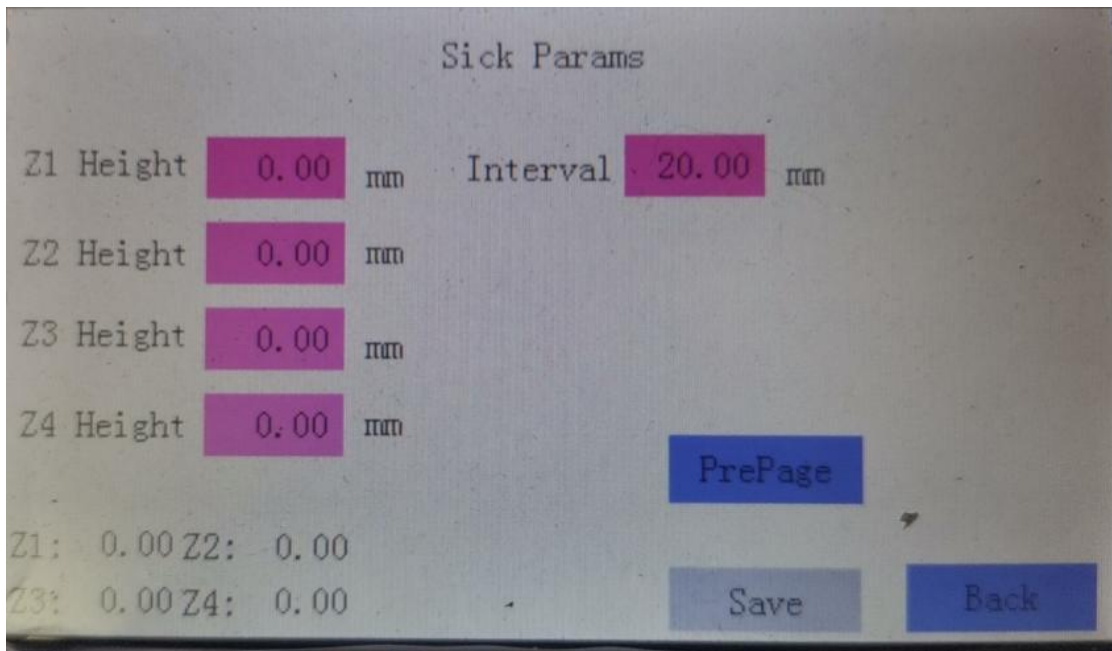 Sick Params
Z1 Height 0.00 mm Interval 20.00 mm
Z2 Height 0.00 mm
Z3 Height 0.00 mm
Z4 Height 0.00 mm
PrePage
Z1: 0.00 Z2: 0.00
Z3: 0.00 Z4: 0.00
Save Back